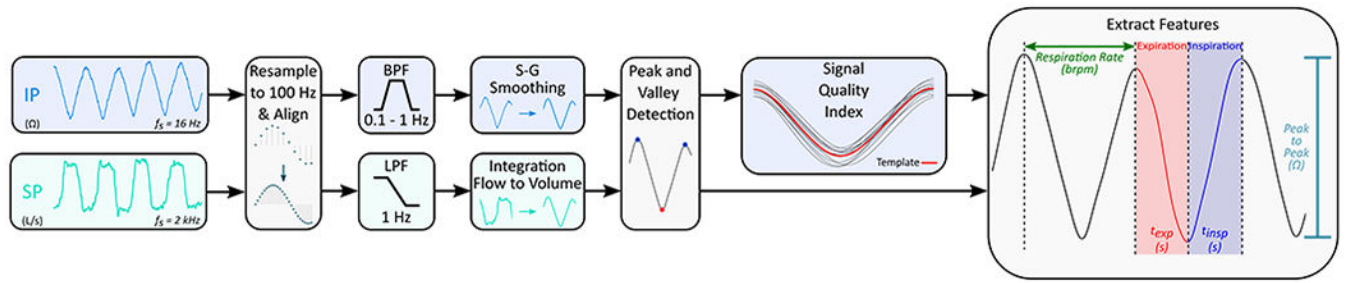 IP
(Ω)
fs = 16 Hz
SP
(L/s)
fs = 2 kHz
Resample
to 100 Hz
& Align
BPF
0.1 - 1 Hz
LPF
1 Hz
S-G
Smoothing
Integration
Flow to Volume
Peak and
Valley
Detection
Signal
Quality
Index
Template
Extract Features
Respiration Rate
(brpm)
Expiration
Inspiration
texp
(s)
tinsp
(s)
Peak
to
Peak
(Ω)